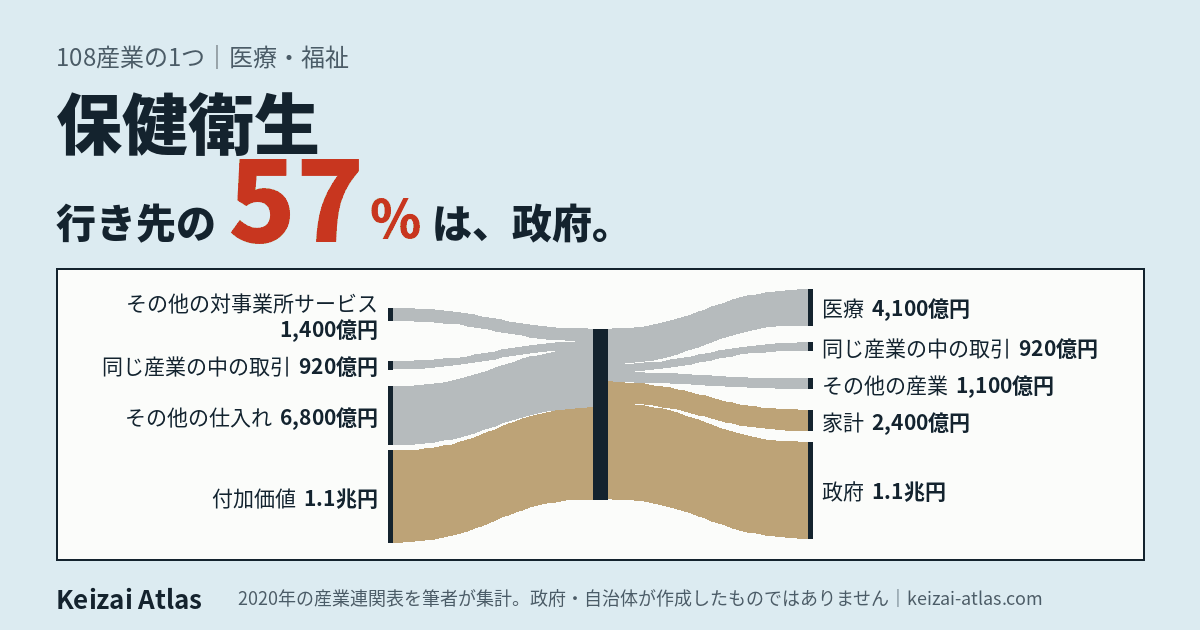 108産業の1つ｜医療・福祉
保健衛生
行き先の 57% は、政府。
その他の対事業所サービス
1,400億円
同じ産業の中の取引 920億円
その他の仕入れ 6,800億円
付加価値 1.1兆円
医療 4,100億円
同じ産業の中の取引 920億円
その他の産業 1,100億円
家計 2,400億円
政府 1.1兆円
Keizai Atlas
2020年の産業連関表を筆者が集計。政府・自治体が作成したものではありません｜keizai-atlas.com